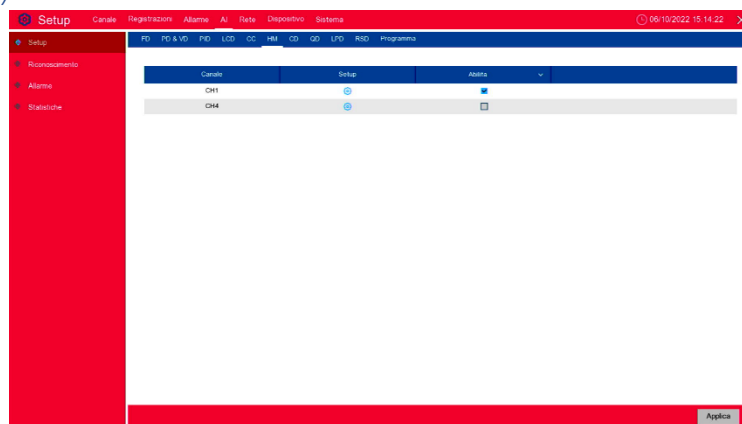 Setup Canale Registrazioni Allarme AI Rete Dispositivo Sistema 06/10/2022 15.14.22
Setup
Riconoscimento
Allarme
Statistiche
FD PD & VD PID LCD CC HM CD QD LPD RSD Programma
Canale Setup Abilita
CH1
CH4
Applica